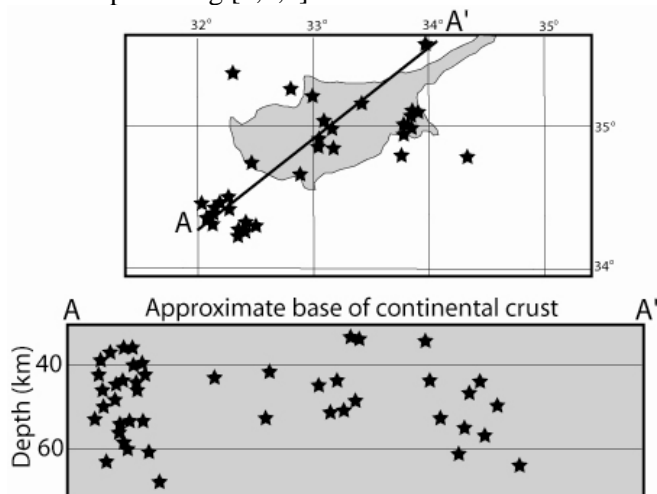 32° 33° 34° 35°
A'
35°
A
34°
A Approximate base of continental crust A'
40
Depth (km)
60